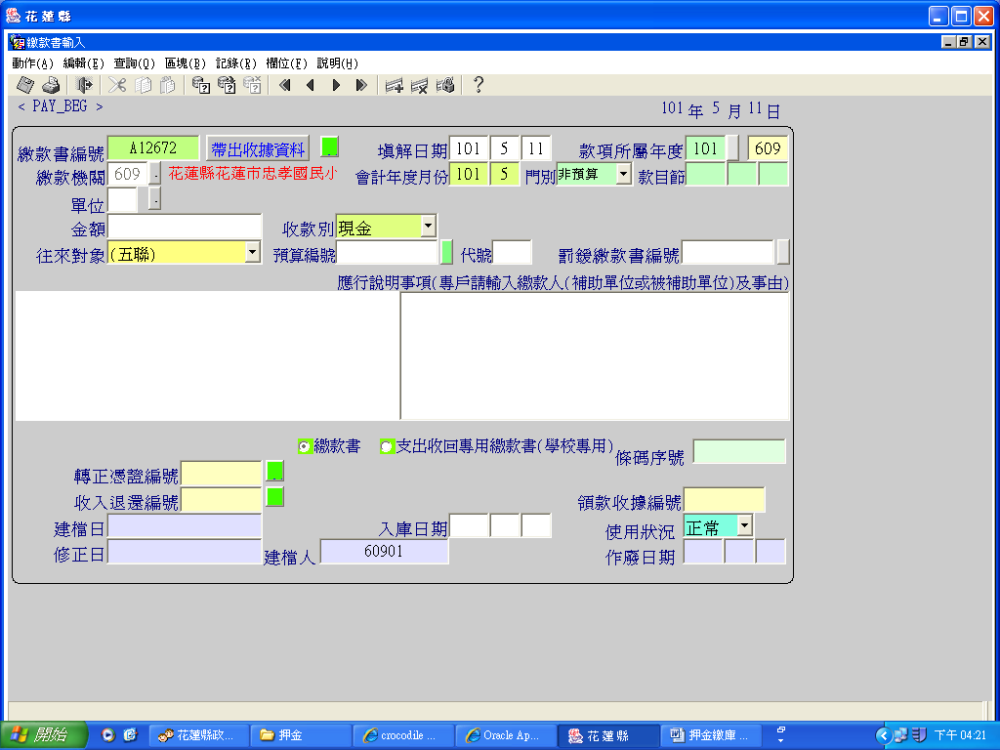 花蓮縣
繳款書輸入
動作(A) 編輯(E) 查詢(Q) 區塊(B) 記錄(R) 欄位(F) 說明(H)
< PAY_BEG > 101 年 5 月 11 日
繳款書編號 A12672 帶出收據資料 填解日期 101 5 11 款項所屬年度 101 609
繳款機關 609 . 花蓮縣花蓮市忠孝國民小 會計年度月份 101 5 門別 非預算 款目節
單位 .
金額 收款別 現金
往來對象 (五聯) 預算編號 代號 罰鍰繳款書編號
應行說明事項(專戶請輸入繳款人(補助單位或被補助單位)及事由)
繳款書 支出收回專用繳款書(學校專用) 條碼序號
轉正憑證編號
收入退還編號 領款收據編號
建檔日 入庫日期 使用狀況 正常
修正日 建檔人 60901 作廢日期
開始 花蓮縣政... 押金 crocodile ... Oracle Ap... 花蓮縣 押金繳庫... 下午 04:21